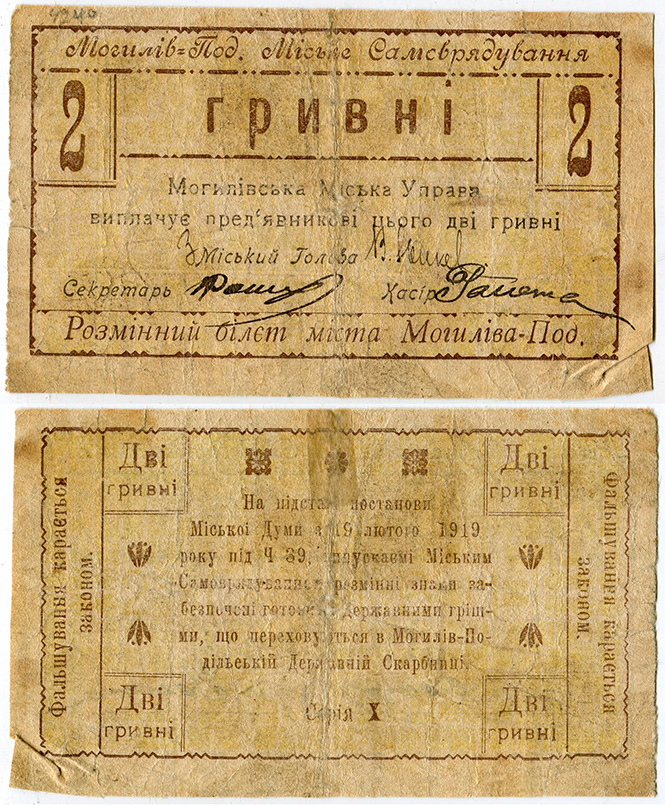 Могилів-Под. Міське Самоврядування
2 гривні 2
Могилівська Міська Управа
виплачує пред'явникові цього дві гривні
Міський Голова
Секретарь Касір
Розмінний білєт міста Могиліва-Под.
Дві гривні
Дві гривні
Фальшування карається законом.
На підстав постанови
Міської Думи з 19 лютого 1919
року під Ч 39, випускаємі Міським
Самоврядуванням розмінні знаки за-
безпечені готовими Державними гріш-
ми, що переховуються в Могилів-По-
дільській Державній Скарбниці.
Фальшування карається законом.
Дві гривні
Серія X
Дві гривні